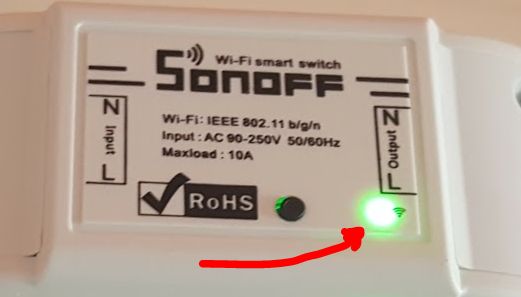 Wi-Fi smart switch
SONOFF
Wi-Fi: IEEE 802.11 b/g/n
Input : AC 90-250V 50/60Hz
Maxload : 10A
N
Input
L
N
Output
L
RoHS